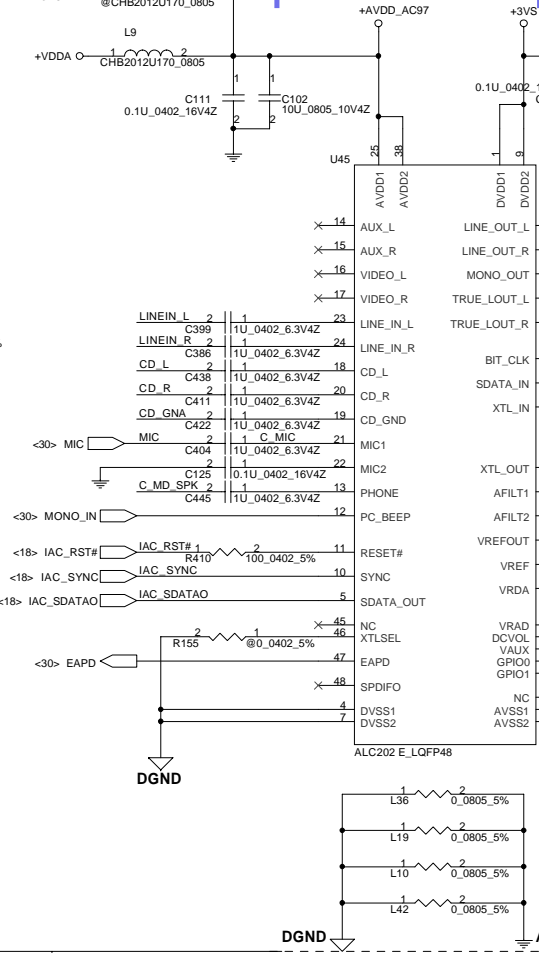 @CHB2012U170_0805
+AVDD_AC97
+3VS
L9
+VDDA
1 2
CHB2012U170_0805
1 1
C111 C102
0.1U_0402_16V4Z 10U_0805_10V4Z
2 2
0.1U_0402_1
U45
25 38 1 9
AVDD1 AVDD2 DVDD1 DVDD2
14 AUX_L LINE_OUT_L
15 AUX_R LINE_OUT_R
16 VIDEO_L MONO_OUT
17 VIDEO_R TRUE_LOUT_L
LINEIN_L 2 1 23 LINE_IN_L TRUE_LOUT_R
C399 1U_0402_6.3V4Z
LINEIN_R 2 1 24 LINE_IN_R
C386 1U_0402_6.3V4Z
BIT_CLK
CD_L 2 1 18 CD_L
C438 1U_0402_6.3V4Z
SDATA_IN
CD_R 2 1 20 CD_R
C411 1U_0402_6.3V4Z
XTL_IN
CD_GNA 2 1 19 CD_GND
C422 1U_0402_6.3V4Z
<30> MIC MIC 2 1 C_MIC 21 MIC1
C404 1U_0402_6.3V4Z
2 1 22 MIC2 XTL_OUT
C125 0.1U_0402_16V4Z
C_MD_SPK 2 1 13 PHONE AFILT1
C445 1U_0402_6.3V4Z
<30> MONO_IN 12 PC_BEEP AFILT2
VREFOUT
<18> IAC_RST# IAC_RST# 1 2 11 RESET#
R410 100_0402_5%
VREF
<18> IAC_SYNC IAC_SYNC 10 SYNC
VRDA
<18> IAC_SDATAO IAC_SDATAO 5 SDATA_OUT
45 NC VRAD
2 1 46 XTLSEL DCVOL
R155 @0_0402_5%
VAUX
<30> EAPD 47 EAPD GPIO0
GPIO1
48 SPDIFO
NC
4 DVSS1 AVSS1
7 DVSS2 AVSS2
ALC202 E_LQFP48
DGND
1 2
L36 0_0805_5%
1 2
L19 0_0805_5%
1 2
L10 0_0805_5%
1 2
L42 0_0805_5%
DGND